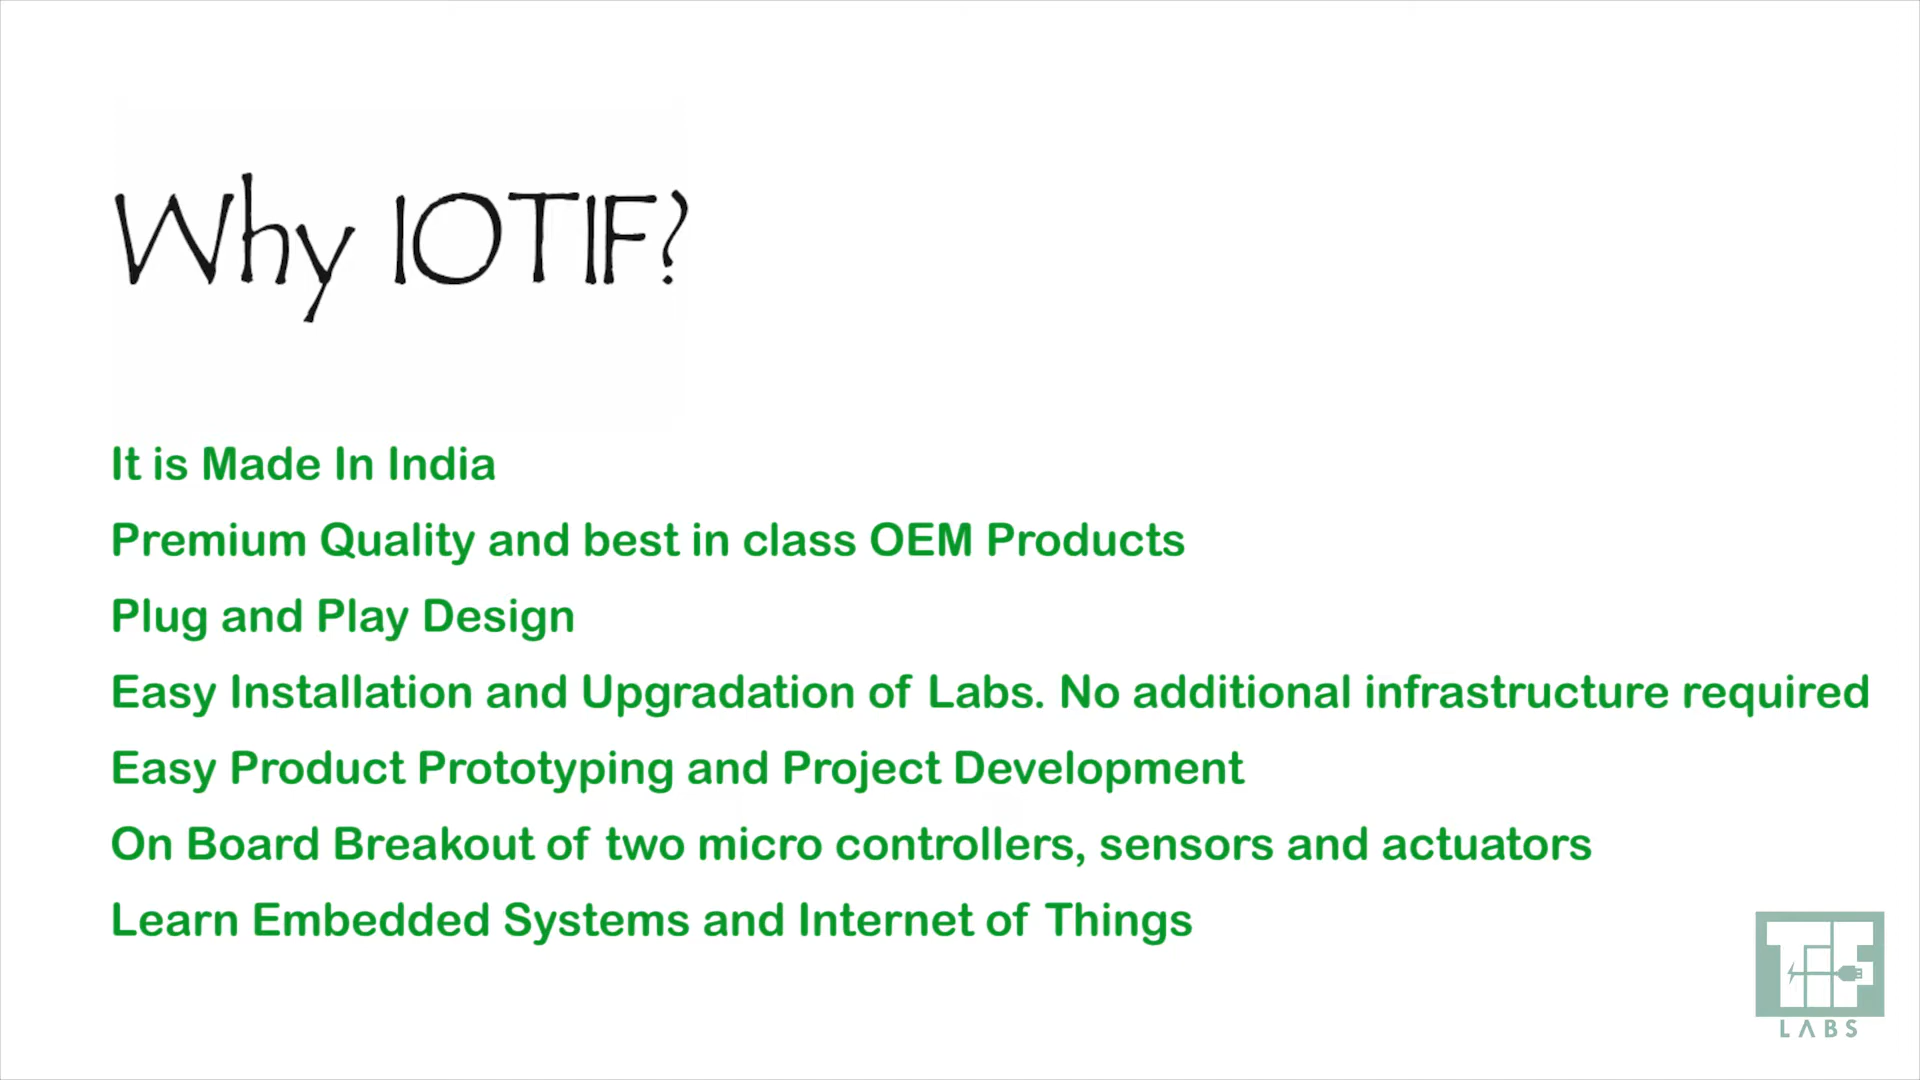 Why IOTIF?
It is Made In India
Premium Quality and best in class OEM Products
Plug and Play Design
Easy Installation and Upgradation of Labs. No additional infrastructure required
Easy Product Prototyping and Project Development
On Board Breakout of two micro controllers, sensors and actuators
Learn Embedded Systems and Internet of Things
TIF
LABS